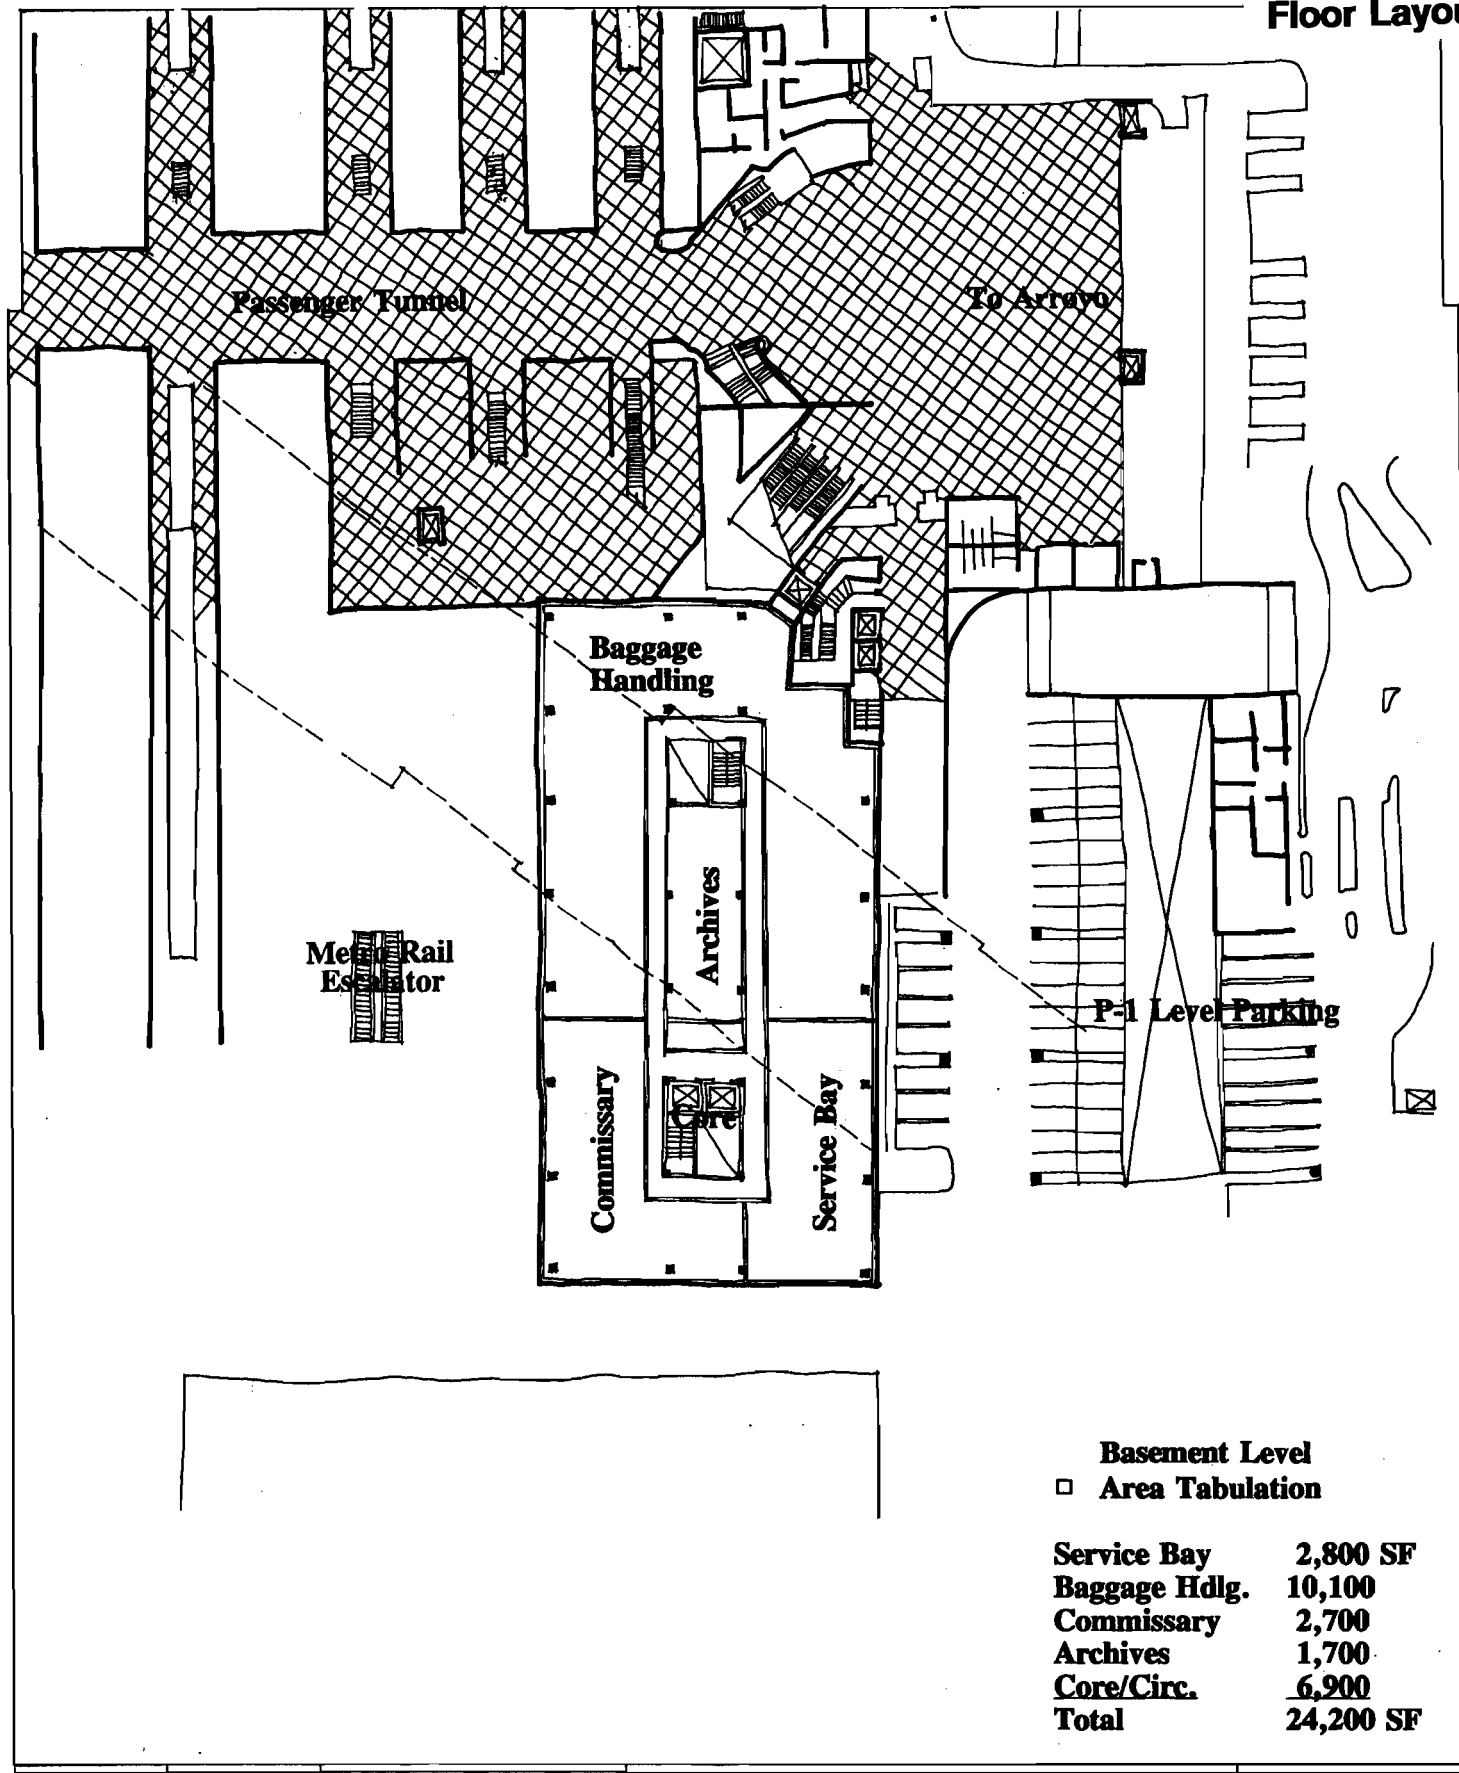 Floor Layou
Passenger Tunnel
To Arroyo
Baggage
Handling
Archives
Metro Rail
Escalator
P-1 Level Parking
Commissary
Core
Service Bay
Basement Level
□ Area Tabulation
Service Bay 2,800 SF
Baggage Hdlg. 10,100
Commissary 2,700
Archives 1,700
Core/Circ. 6,900
Total 24,200 SF